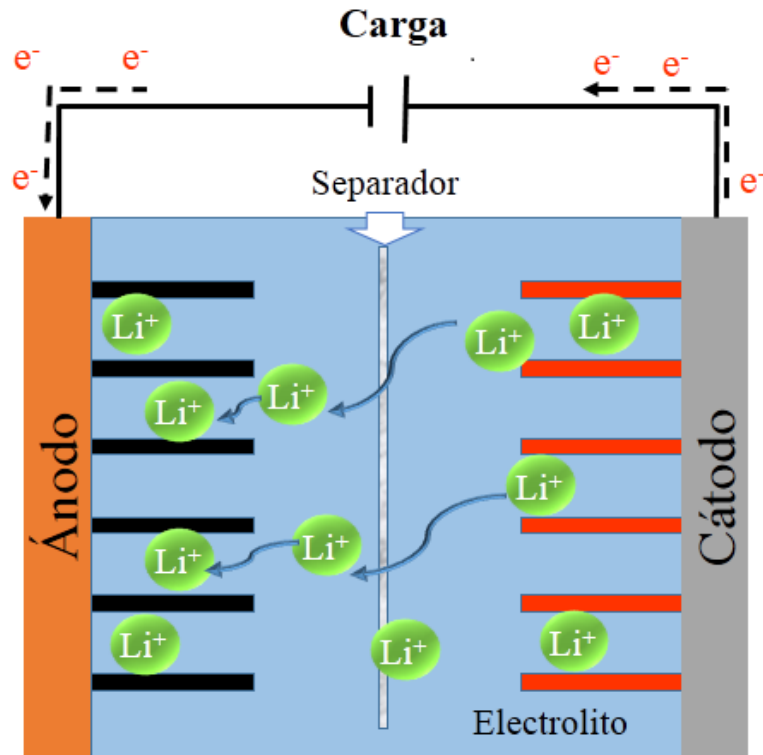 Carga
e⁻ e⁻ e⁻ e⁻
e⁻ e⁻
Separador
Li⁺ Li⁺
Li⁺
Li⁺
Li⁺
Li⁺
Li⁺
Li⁺
Li⁺ Li⁺ Li⁺
Ánodo
Cátodo
Electrolito